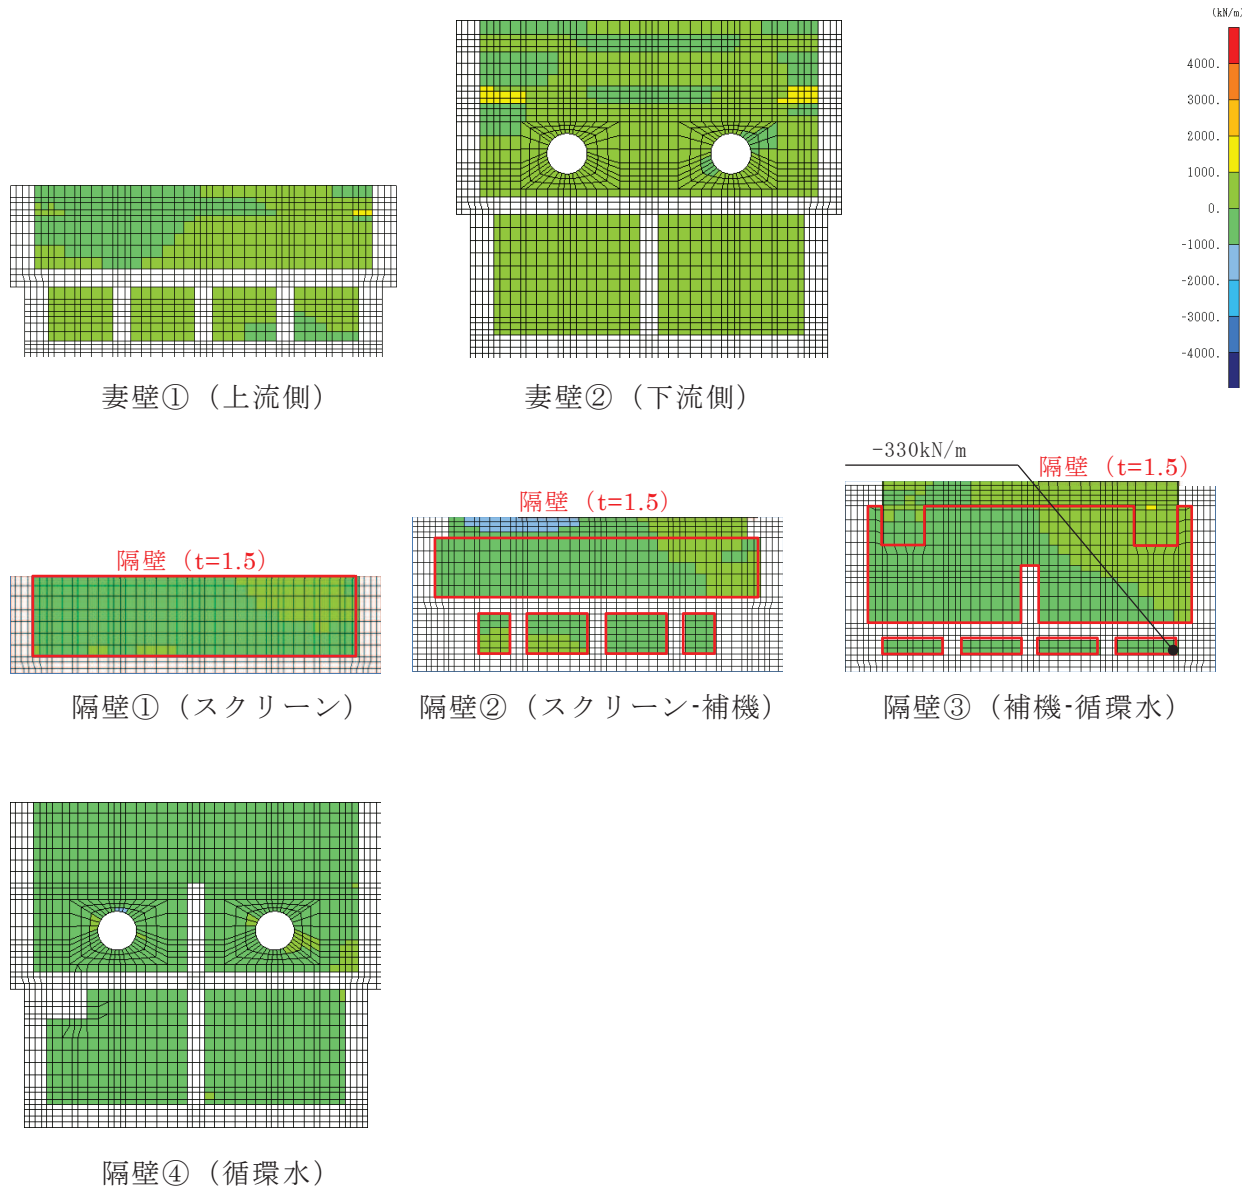 (kN/m)
4000.
3000.
2000.
1000.
0.
-1000.
-2000.
-3000.
-4000.
妻壁①（上流側）
妻壁②（下流側）
-330kN/m
隔壁（t=1.5）
隔壁（t=1.5）
隔壁（t=1.5）
隔壁①（スクリーン）
隔壁②（スクリーン-補機）
隔壁③（補機-循環水）
隔壁④（循環水）